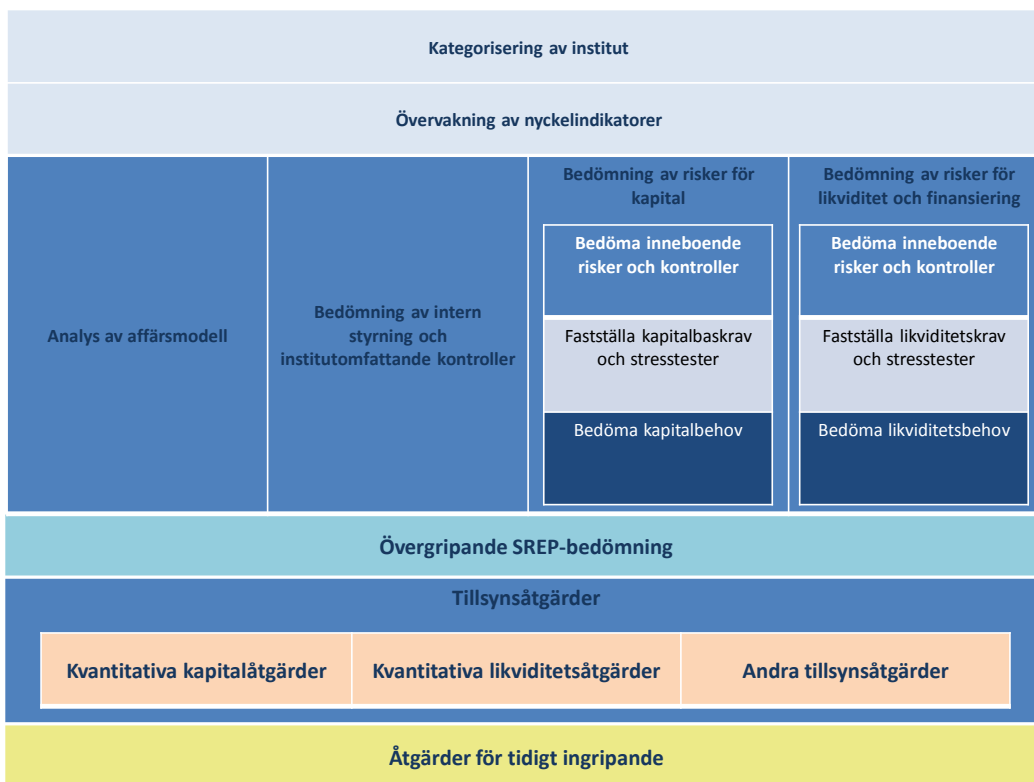 Kategorisering av institut
Övervakning av nyckelindikatorer
Analys av affärsmodell
Bedömning av intern
styrning och
institutomfattande kontroller
Bedömning av risker för
kapital
Bedöma inneboende
risker och kontroller
Fastställa kapitalbaskrav
och stresstester
Bedöma kapitalbehov
Bedömning av risker för
likviditet och finansiering
Bedöma inneboende
risker och kontroller
Fastställa likviditetskrav
och stresstester
Bedöma likviditetsbehov
Övergripande SREP-bedömning
Tillsynsåtgärder
Kvantitativa kapitalåtgärder
Kvantitativa likviditetsåtgärder
Andra tillsynsåtgärder
Åtgärder för tidigt ingripande